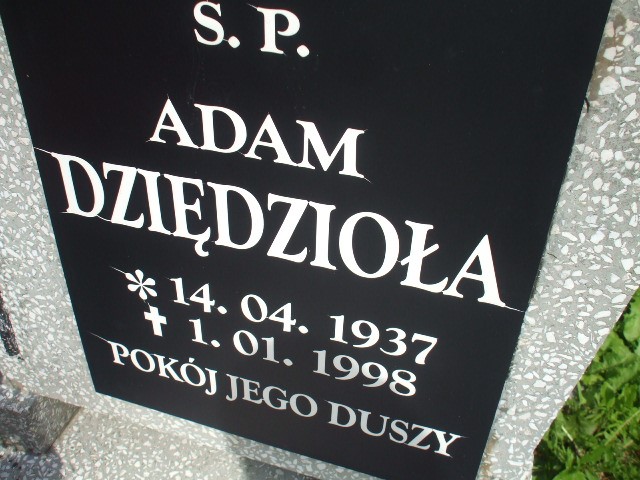 Ś. P.
ADAM
DZIĘDZIOŁA
* 14. 04. 1937
✝ 1. 01. 1998
POKÓJ JEGO DUSZY